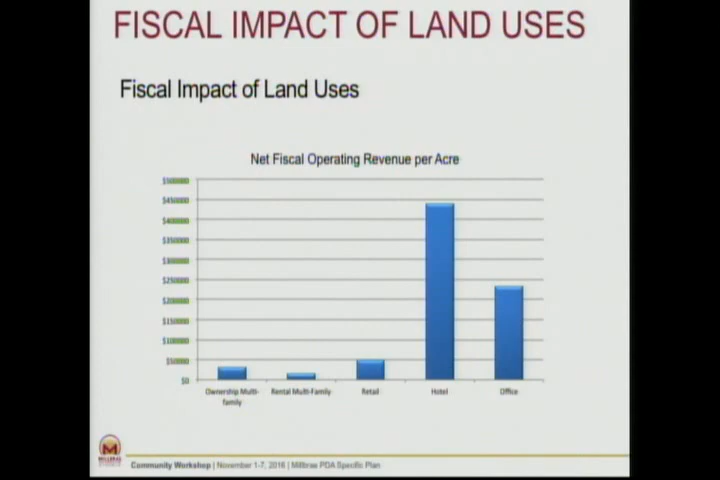 FISCAL IMPACT OF LAND USES
Fiscal Impact of Land Uses
Net Fiscal Operating Revenue per Acre
$500000
$450000
$400000
$350000
$300000
$250000
$200000
$150000
$100000
$50000
$0
Ownership Multi-
family
Rental Multi-Family
Retail
Hotel
Office
Community Workshop | November 1-7, 2016 | Millbrae PDA Specific Plan